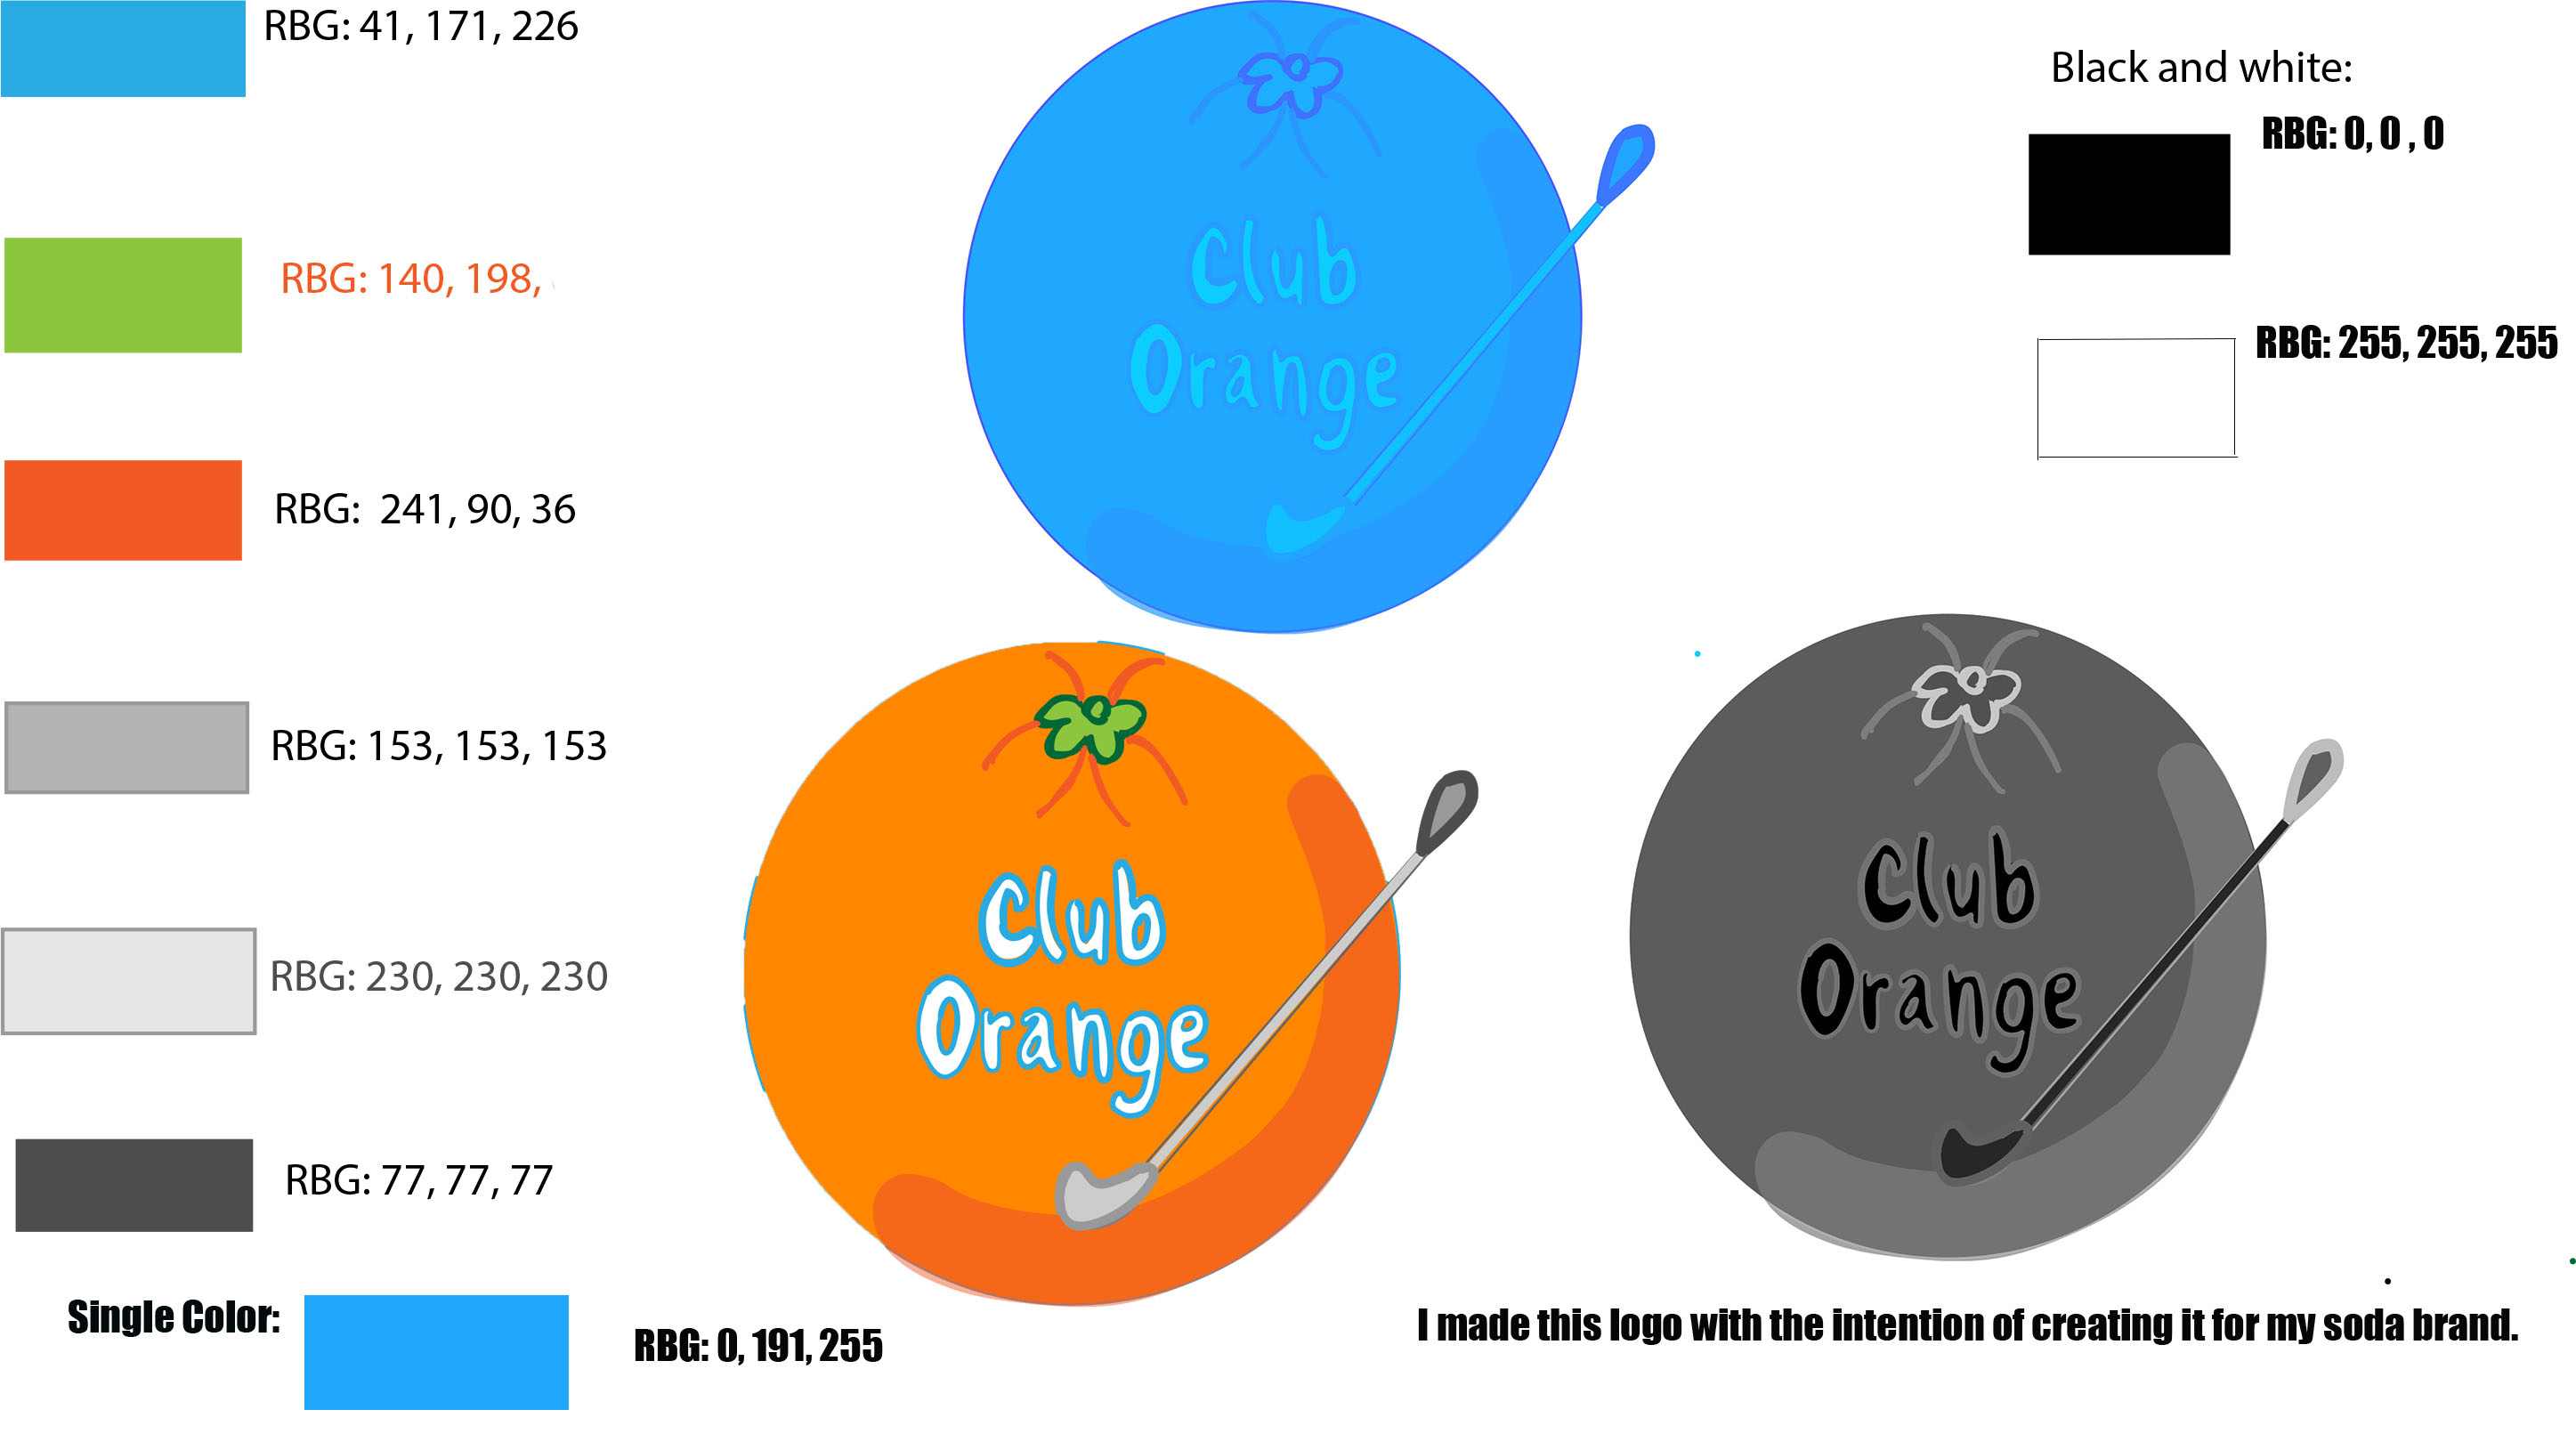 RBG: 41, 171, 226
RBG: 140, 198,
RBG: 241, 90, 36
RBG: 153, 153, 153
RBG: 230, 230, 230
RBG: 77, 77, 77
Single Color:
RBG: 0, 191, 255
Club
Orange
Club
Orange
Club
Orange
Black and white:
RBG: 0, 0 , 0
RBG: 255, 255, 255
I made this logo with the intention of creating it for my soda brand.